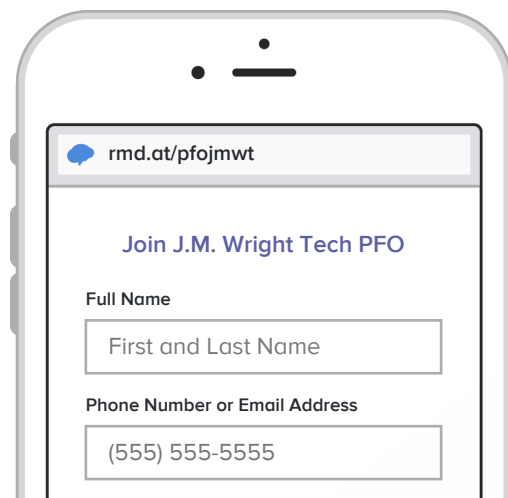 rmd.at/pfojmwt
Join J.M. Wright Tech PFO
Full Name
First and Last Name
Phone Number or Email Address
(555) 555-5555